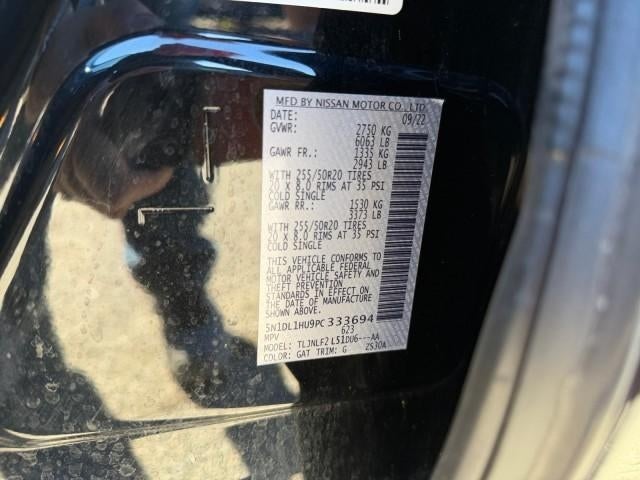 MFD BY NISSAN MOTOR CO., LTD.
DATE: 09/22
GVWR: 2750 KG
6063 LB
GAWR FR.: 1335 KG
2943 LB
WITH 255/50R20 TIRES
20 X 8.0 RIMS AT 35 PSI
COLD SINGLE
GAWR RR.: 1530 KG
3373 LB
WITH 255/50R20 TIRES
20 X 8.0 RIMS AT 35 PSI
COLD SINGLE
THIS VEHICLE CONFORMS TO
ALL APPLICABLE FEDERAL
MOTOR VEHICLE SAFETY AND
THEFT PREVENTION
STANDARDS IN EFFECT ON
THE DATE OF MANUFACTURE
SHOWN ABOVE.
5N1DL1HU9PC333694
MPV 623
MODEL: TLJNLF2 L51DU6---AA
COLOR: GAT TRIM: G ZS30A